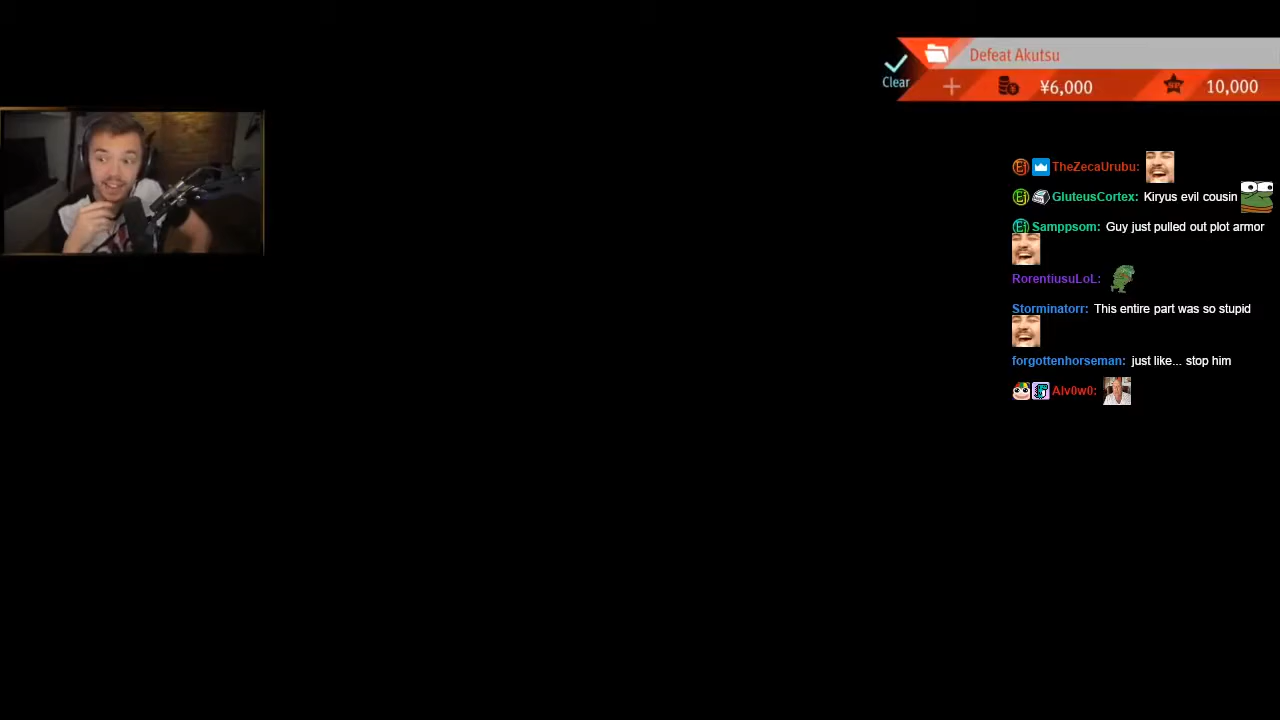 Defeat Akutsu
Clear
¥6,000
10,000
TheZecaUrubu:
GluteusCortex: Kiryus evil cousin
Samppsom: Guy just pulled out plot armor
RorentiusuLoL:
Storminatorr: This entire part was so stupid
forgottenhorseman: just like... stop him
Alv0w0: